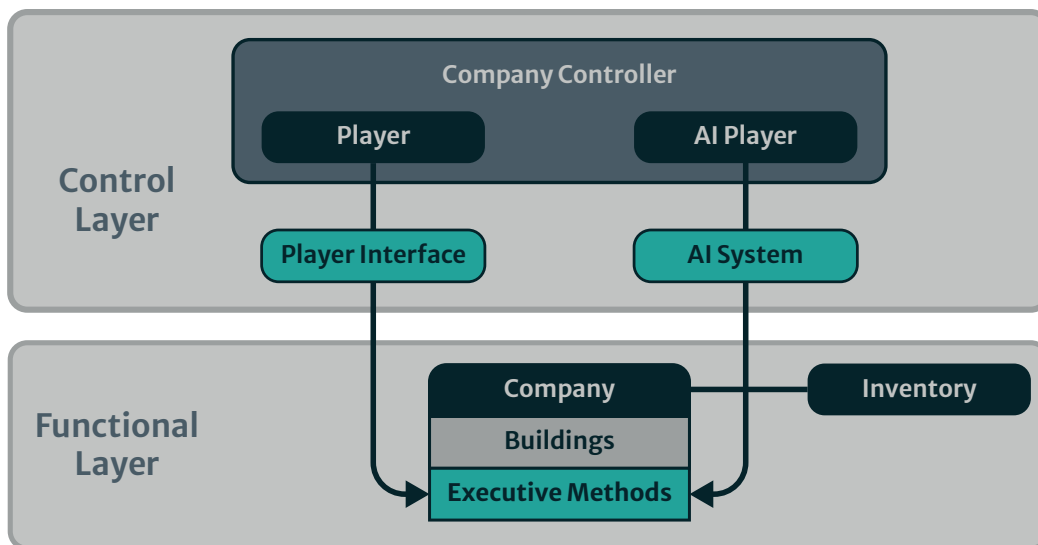 Company Controller
Player
AI Player
Control
Layer
Player Interface
AI System
Company
Inventory
Functional
Layer
Buildings
Executive Methods